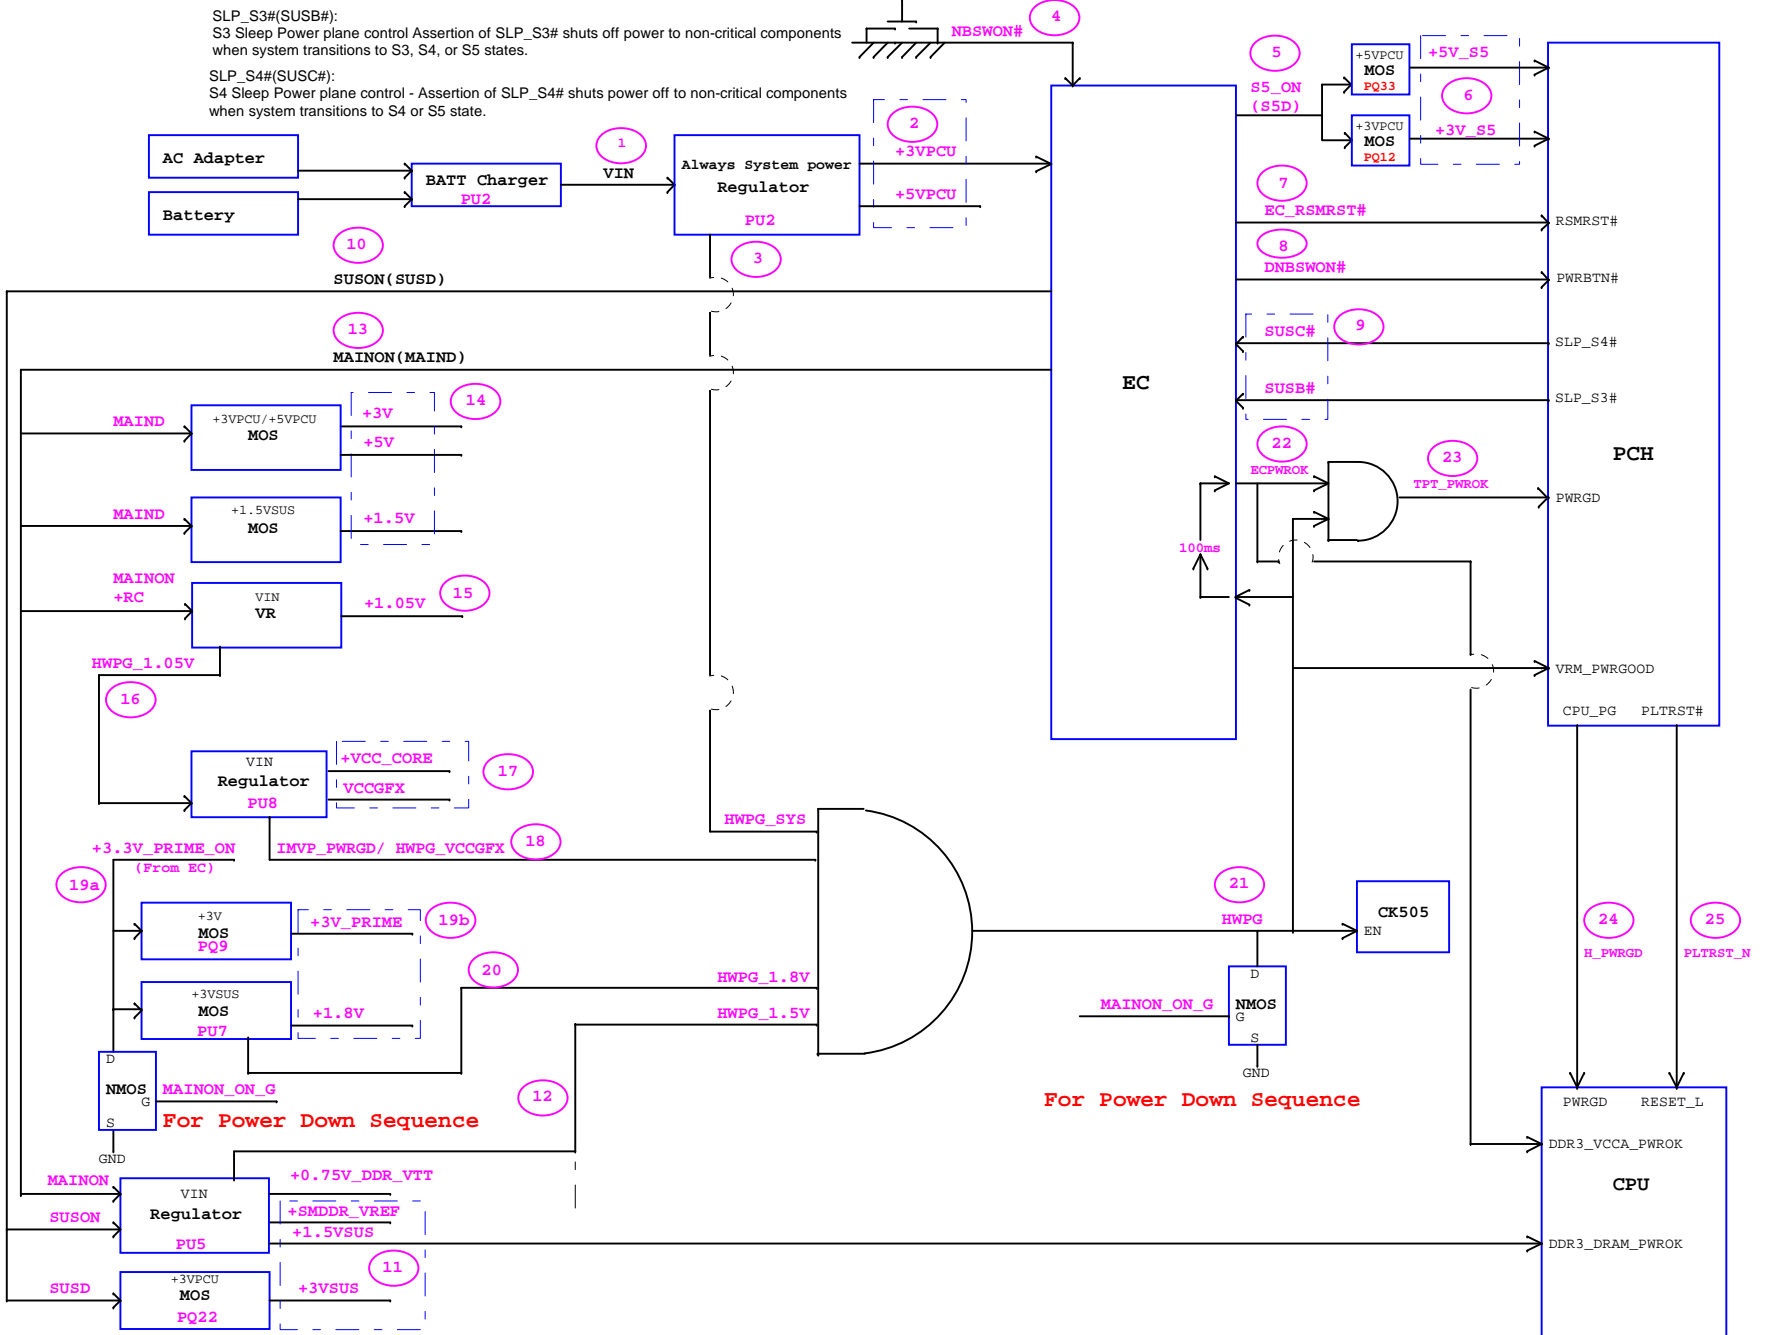 SLP_S3#(SUSB#):
S3 Sleep Power plane control Assertion of SLP_S3# shuts off power to non-critical components
when system transitions to S3, S4, or S5 states.
SLP_S4#(SUSC#):
S4 Sleep Power plane control - Assertion of SLP_S4# shuts power off to non-critical components
when system transitions to S4 or S5 state.
NBSWON#
4
5
S5_ON
(S5D)
+5VPCU
MOS
PQ33
+5V_S5
6
+3VPCU
MOS
PQ12
+3V_S5
AC Adapter
Battery
BATT Charger
PU2
1
VIN
Always System power
Regulator
PU2
2
+3VPCU
+5VPCU
3
7
EC_RSMRST#
RSMRST#
8
DNBSWON#
PWRBTN#
10
SUSON(SUSD)
13
MAINON(MAIND)
EC
SUSC#
9
SLP_S4#
SUSB#
SLP_S3#
PCH
MAIND
+3VPCU/+5VPCU
MOS
+3V
+5V
14
MAIND
+1.5VSUS
MOS
+1.5V
22
ECPWROK
23
TPT_PWROK
PWRGD
100ms
MAINON
+RC
VIN
VR
+1.05V
15
HWPG_1.05V
16
VRM_PWRGOOD
CPU_PG
PLTRST#
VIN
Regulator
PU8
+VCC_CORE
VCCGFX
17
HWPG_SYS
IMVP_PWRGD/ HWPG_VCCGFX
18
+3.3V_PRIME_ON
(From EC)
19a
+3V
MOS
PQ9
+3V_PRIME
19b
21
HWPG
CK505
EN
24
H_PWRGD
25
PLTRST_N
20
HWPG_1.8V
+3VSUS
MOS
PU7
+1.8V
HWPG_1.5V
MAINON_ON_G
D
NMOS
G
S
GND
D
NMOS
G
S
GND
MAINON_ON_G
For Power Down Sequence
12
For Power Down Sequence
PWRGD
RESET_L
DDR3_VCCA_PWROK
CPU
MAINON
SUSON
VIN
Regulator
PU5
+0.75V_DDR_VTT
+SMDDR_VREF
+1.5VSUS
DDR3_DRAM_PWROK
11
SUSD
+3VPCU
MOS
PQ22
+3VSUS